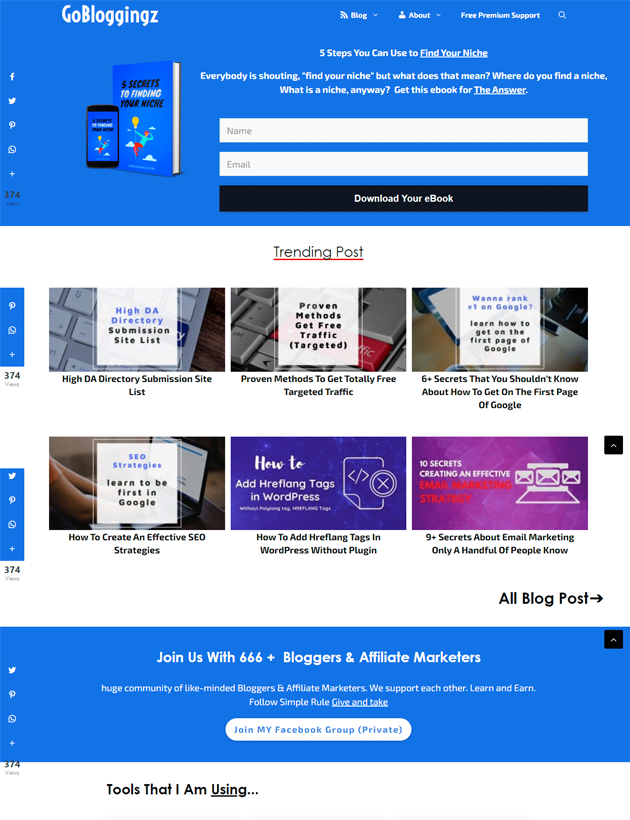 GoBloggingz
Blog
About
Free Premium Support
5 Steps You Can Use to Find Your Niche
Everybody is shouting, "find your niche" but what does that mean? Where do you find a niche,
What is a niche, anyway?  Get this ebook for The Answer.
5 SECRETS
TO FINDING
YOUR NICHE
5 SECRETS
TO FINDING
YOUR NICHE
Name
Email
Download Your eBook
374
Views
Trending Post
High DA
Directory
Submission
Site List
Proven
Methods
Get Free
Traffic
(Targeted)
Wanna rank
#1 on Google?
learn how to
get on the
first page of
Google
High DA Directory Submission Site
List
Proven Methods To Get Totally Free
Targeted Traffic
6+ Secrets That You Shouldn't Know
About How To Get On The First Page
Of Google
374
Views
SEO
Strategies
learn to be
first in
Google
How to
Add Hreflang Tags
in WordPress
Without Polylang tag, HREFLANG Tags
10 SECRETS
CREATING AN EFFECTIVE
EMAIL MARKETING
STRATEGY
How To Create An Effective SEO
Strategies
How To Add Hreflang Tags In
WordPress Without Plugin
9+ Secrets About Email Marketing
Only A Handful Of People Know
374
Views
All Blog Post➔
Join Us With 666 +  Bloggers & Affiliate Marketers
huge community of like-minded Bloggers & Affiliate Marketers. We support each other. Learn and Earn.
Follow Simple Rule Give and take
Join MY Facebook Group (Private)
374
Views
Tools That I Am Using...